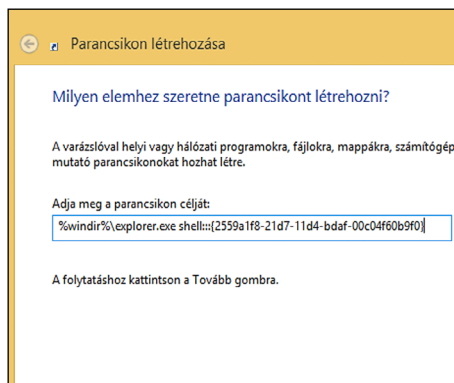 Parancsikon létrehozása
Milyen elemhez szeretne parancsikont létrehozni?
A varázslóval helyi vagy hálózati programokra, fájlokra, mappákra, számítógép
mutató parancsikonokat hozhat létre.
Adja meg a parancsikon célját:
%windir%\explorer.exe shell:::{2559a1f8-21d7-11d4-bdaf-00c04f60b9f0}
A folytatáshoz kattintson a Tovább gombra.